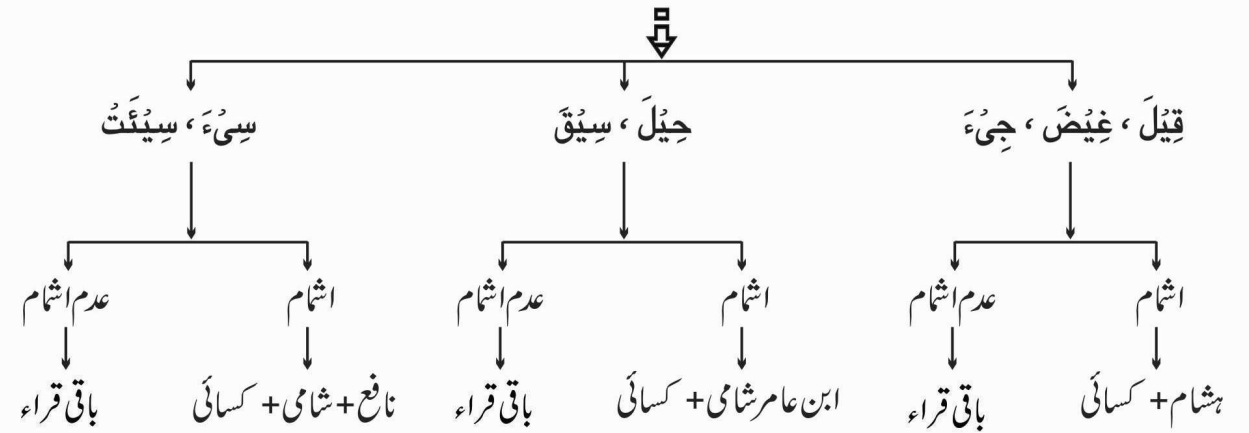 قِيْلَ ، غِيْضَ ، جِیْءَ
حِيْلَ ، سِيْقَ
سِیْءَ ، سِيْئَتْ
اشمام
عدم اشمام
اشمام
عدم اشمام
اشمام
عدم اشمام
ہشام + کسائی
باقی قراء
ابن عامر شامی + کسائی
باقی قراء
نافع + شامی + کسائی
باقی قراء